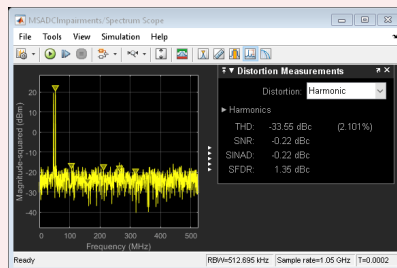 MSADCImpairments/Spectrum Scope
File Tools View Simulation Help
Distortion Measurements
Distortion: Harmonic
Harmonics
THD: -33.55 dBc (2.101%)
SNR: -0.22 dBc
SINAD: -0.22 dBc
SFDR: 1.35 dBc
Magnitude-squared (dBm)
20
10
0
-10
-20
-30
-40
0 100 200 300 400 500
Frequency (MHz)
Ready RBW=512.695 kHz Sample rate=1.05 GHz T=0.0002